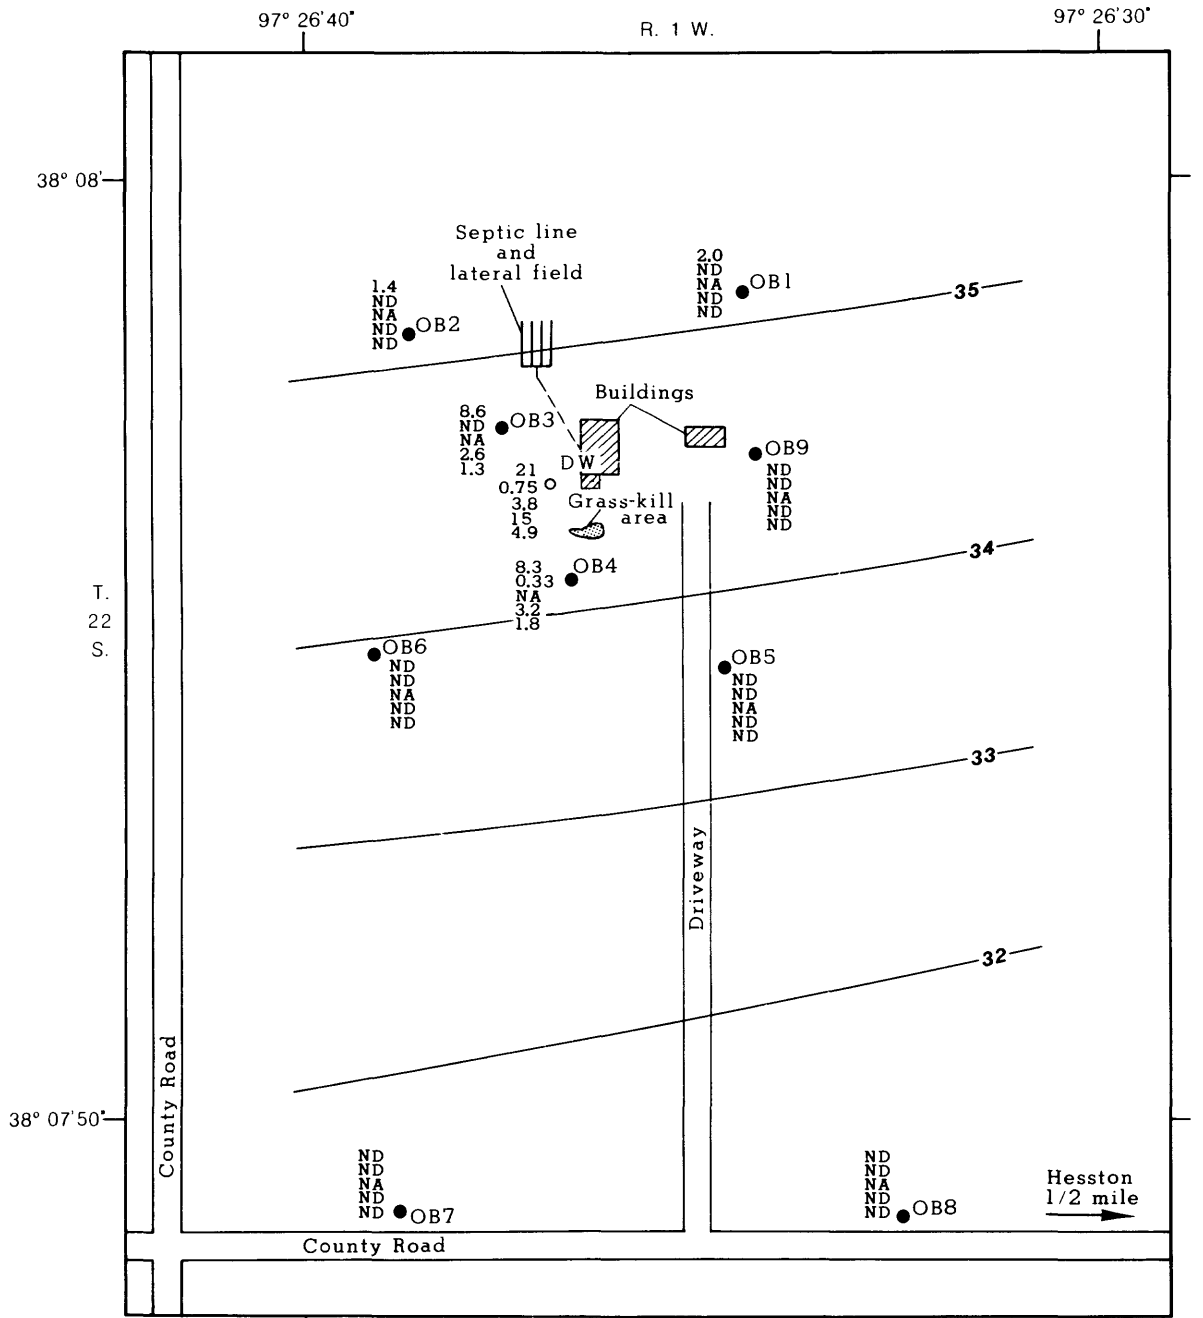 97° 26'40"
R. 1 W.
97° 26'30"
38° 08'
Septic line
and
lateral field
2.0
ND
NA
ND
ND
OB1
35
1.4
ND
NA
ND
ND
OB2
Buildings
8.6
ND
NA
2.6
1.3
OB3
OB9
ND
ND
NA
ND
ND
DW
21
0.75
3.8
15
4.9
Grass-kill
area
34
8.3
0.33
NA
3.2
1.8
OB4
T.
22
S.
OB6
ND
ND
NA
ND
ND
OB5
ND
ND
NA
ND
ND
33
Driveway
32
County Road
38° 07'50"
ND
ND
NA
ND
ND
OB7
ND
ND
NA
ND
ND
OB8
Hesston
1/2 mile
County Road